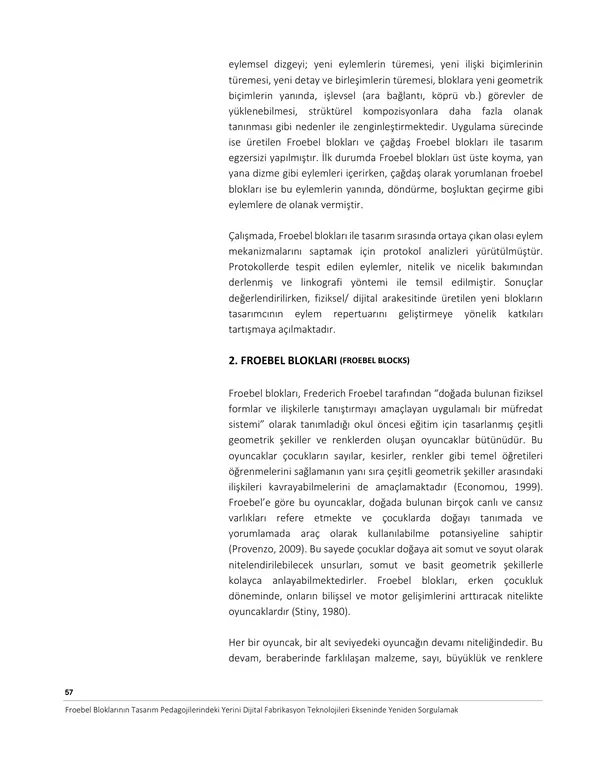 eylemsel dizgeyi; yeni eylemlerin türemesi, yeni ilişki biçimlerinin
türemesi, yeni detay ve birleşimlerin türemesi, bloklara yeni geometrik
biçimlerin yanında, işlevsel (ara bağlantı, köprü vb.) görevler de
yüklenebilmesi, strüktürel kompozisyonlara daha fazla olanak
tanınması gibi nedenler ile zenginleştirmektedir. Uygulama sürecinde
ise üretilen Froebel blokları ve çağdaş Froebel blokları ile tasarım
egzersizi yapılmıştır. İlk durumda Froebel blokları üst üste koyma, yan
yana dizme gibi eylemleri içerirken, çağdaş olarak yorumlanan froebel
blokları ise bu eylemlerin yanında, döndürme, boşluktan geçirme gibi
eylemlere de olanak vermiştir.

Çalışmada, Froebel blokları ile tasarım sırasında ortaya çıkan olası eylem
mekanizmalarını saptamak için protokol analizleri yürütülmüştür.
Protokollerde tespit edilen eylemler, nitelik ve nicelik bakımından
derlenmiş ve linkografi yöntemi ile temsil edilmiştir. Sonuçlar
değerlendirilirken, fiziksel/ dijital arakesitinde üretilen yeni blokların
tasarımcının eylem repertuarını geliştirmeye yönelik katkıları
tartışmaya açılmaktadır.

2. FROEBEL BLOKLARI (FROEBEL BLOCKS)

Froebel blokları, Frederich Froebel tarafından “doğada bulunan fiziksel
formlar ve ilişkilerle tanıştırmayı amaçlayan uygulamalı bir müfredat
sistemi” olarak tanımladığı okul öncesi eğitim için tasarlanmış çeşitli
geometrik şekiller ve renklerden oluşan oyuncaklar bütünüdür. Bu
oyuncaklar çocukların sayılar, kesirler, renkler gibi temel öğretileri
öğrenmelerini sağlamanın yanı sıra çeşitli geometrik şekiller arasındaki
ilişkileri kavrayabilmelerini de amaçlamaktadır (Economou, 1999).
Froebel’e göre bu oyuncaklar, doğada bulunan birçok canlı ve cansız
varlıkları refere etmekte ve çocuklarda doğayı tanımada ve
yorumlamada araç olarak kullanılabilme potansiyeline sahiptir
(Provenzo, 2009). Bu sayede çocuklar doğaya ait somut ve soyut olarak
nitelendirilebilecek unsurları, somut ve basit geometrik şekillerle
kolayca anlayabilmektedirler. Froebel blokları, erken çocukluk
döneminde, onların bilişsel ve motor gelişimlerini arttıracak nitelikte
oyuncaklardır (Stiny, 1980).

Her bir oyuncak, bir alt seviyedeki oyuncağın devamı niteliğindedir. Bu
devam, beraberinde farklılaşan malzeme, sayı, büyüklük ve renklere

57
Froebel Bloklarının Tasarım Pedagojilerindeki Yerini Dijital Fabrikasyon Teknolojileri Ekseninde Yeniden Sorgulamak